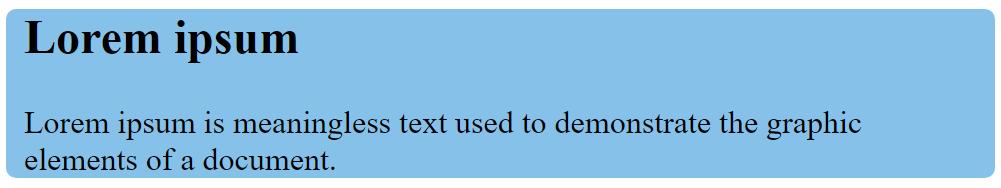 Lorem ipsum
Lorem ipsum is meaningless text used to demonstrate the graphic
elements of a document.